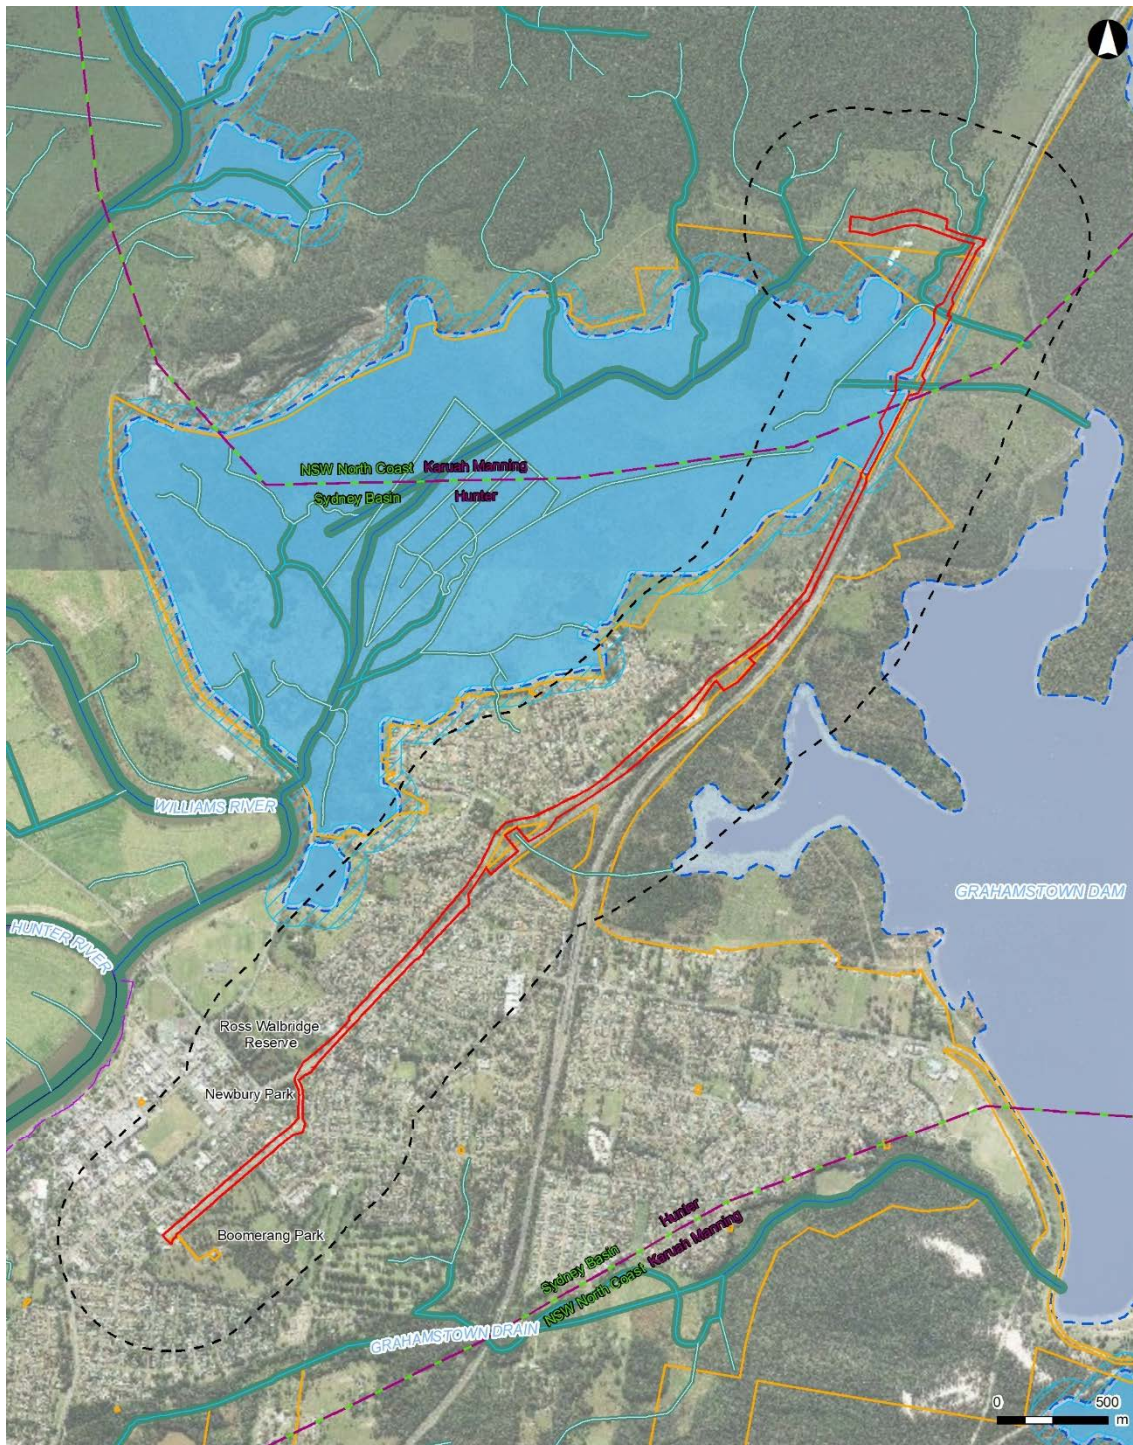 NSW North Coast Karuah Manning
Sydney Basin Hunter
WILLIAMS RIVER
GRAHAMSTOWN DAM
HUNTER RIVER
Ross Walbridge
Reserve
Newbury Park
Boomerang Park
Sydney Basin Hunter
NSW North Coast Karuah Manning
GRAHAMSTOWN DRAIN
0 500
m